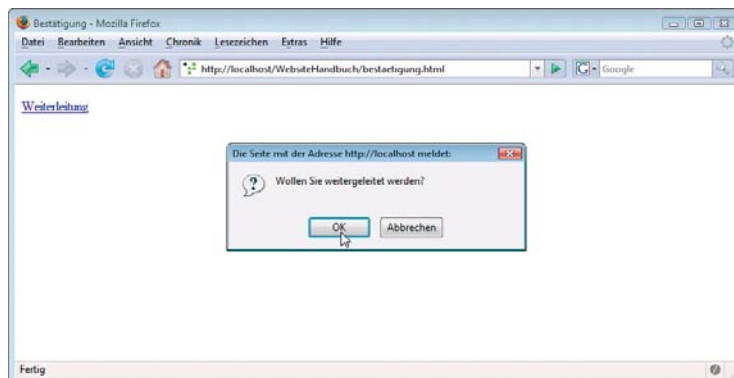 Bestätigung - Mozilla Firefox
Datei Bearbeiten Ansicht Chronik Lesezeichen Extras Hilfe
http://localhost/WebsiteHandbuch/bestaetigung.html
G Google
Weiterleitung
Die Seite mit der Adresse http://localhost meldet:
? Wollen Sie weitergeleitet werden?
OK Abbrechen
Fertig